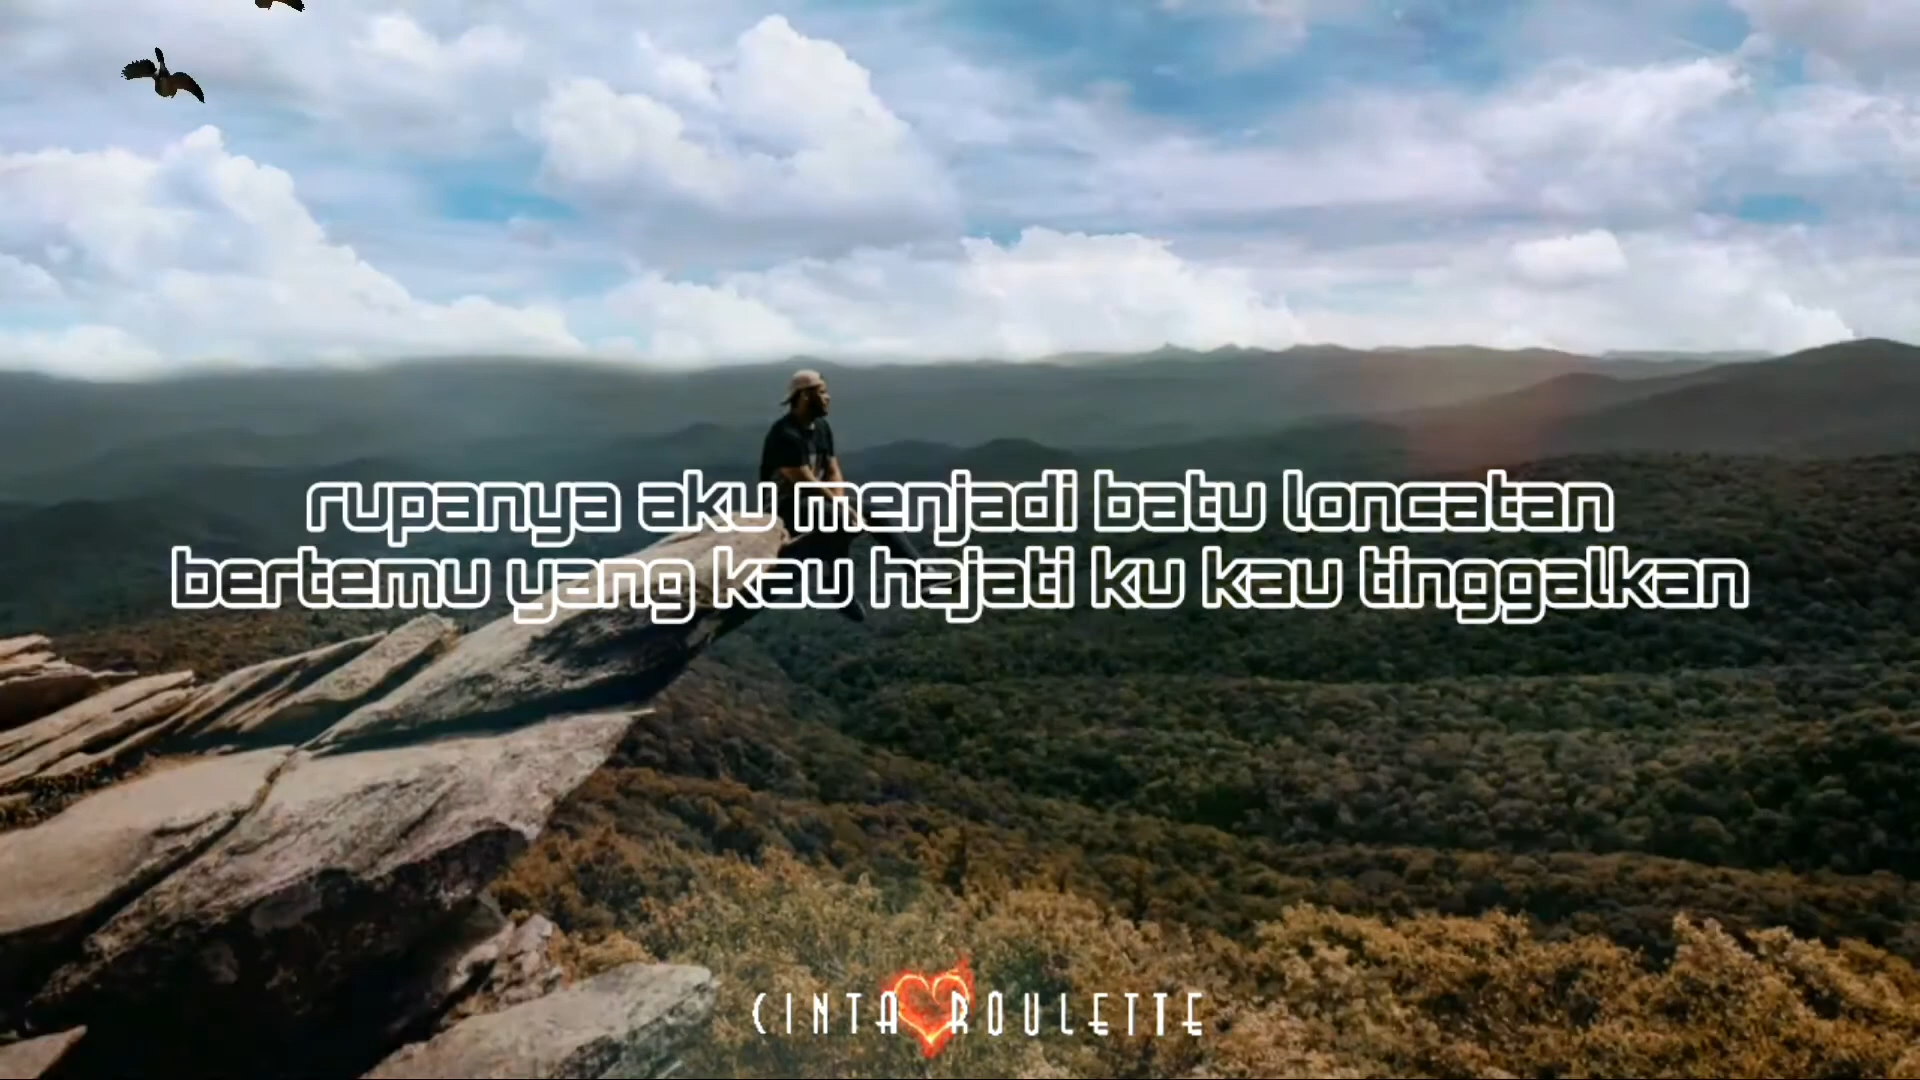 rupanya aku menjadi batu loncatan
bertemu yang kau hajati ku kau tinggalkan
CINTA ROULETTE